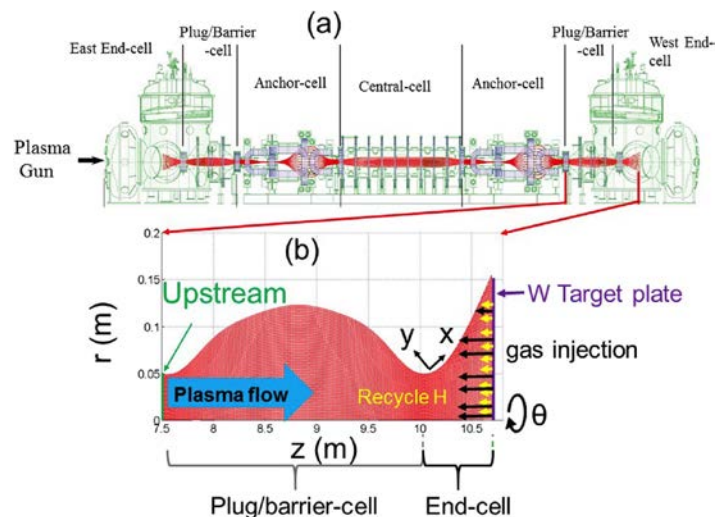 (a)
East End-cell
Plug/Barrier
-cell
Anchor-cell
Central-cell
Anchor-cell
Plug/Barrier
-cell
West End-
cell
Plasma
Gun
(b)
0.2
0.15
0.1
0.05
0
r (m)
Upstream
W Target plate
y
x
gas injection
Plasma flow
Recycle H
θ
7.5
8
8.5
9
9.5
10
10.5
z (m)
Plug/barrier-cell
End-cell